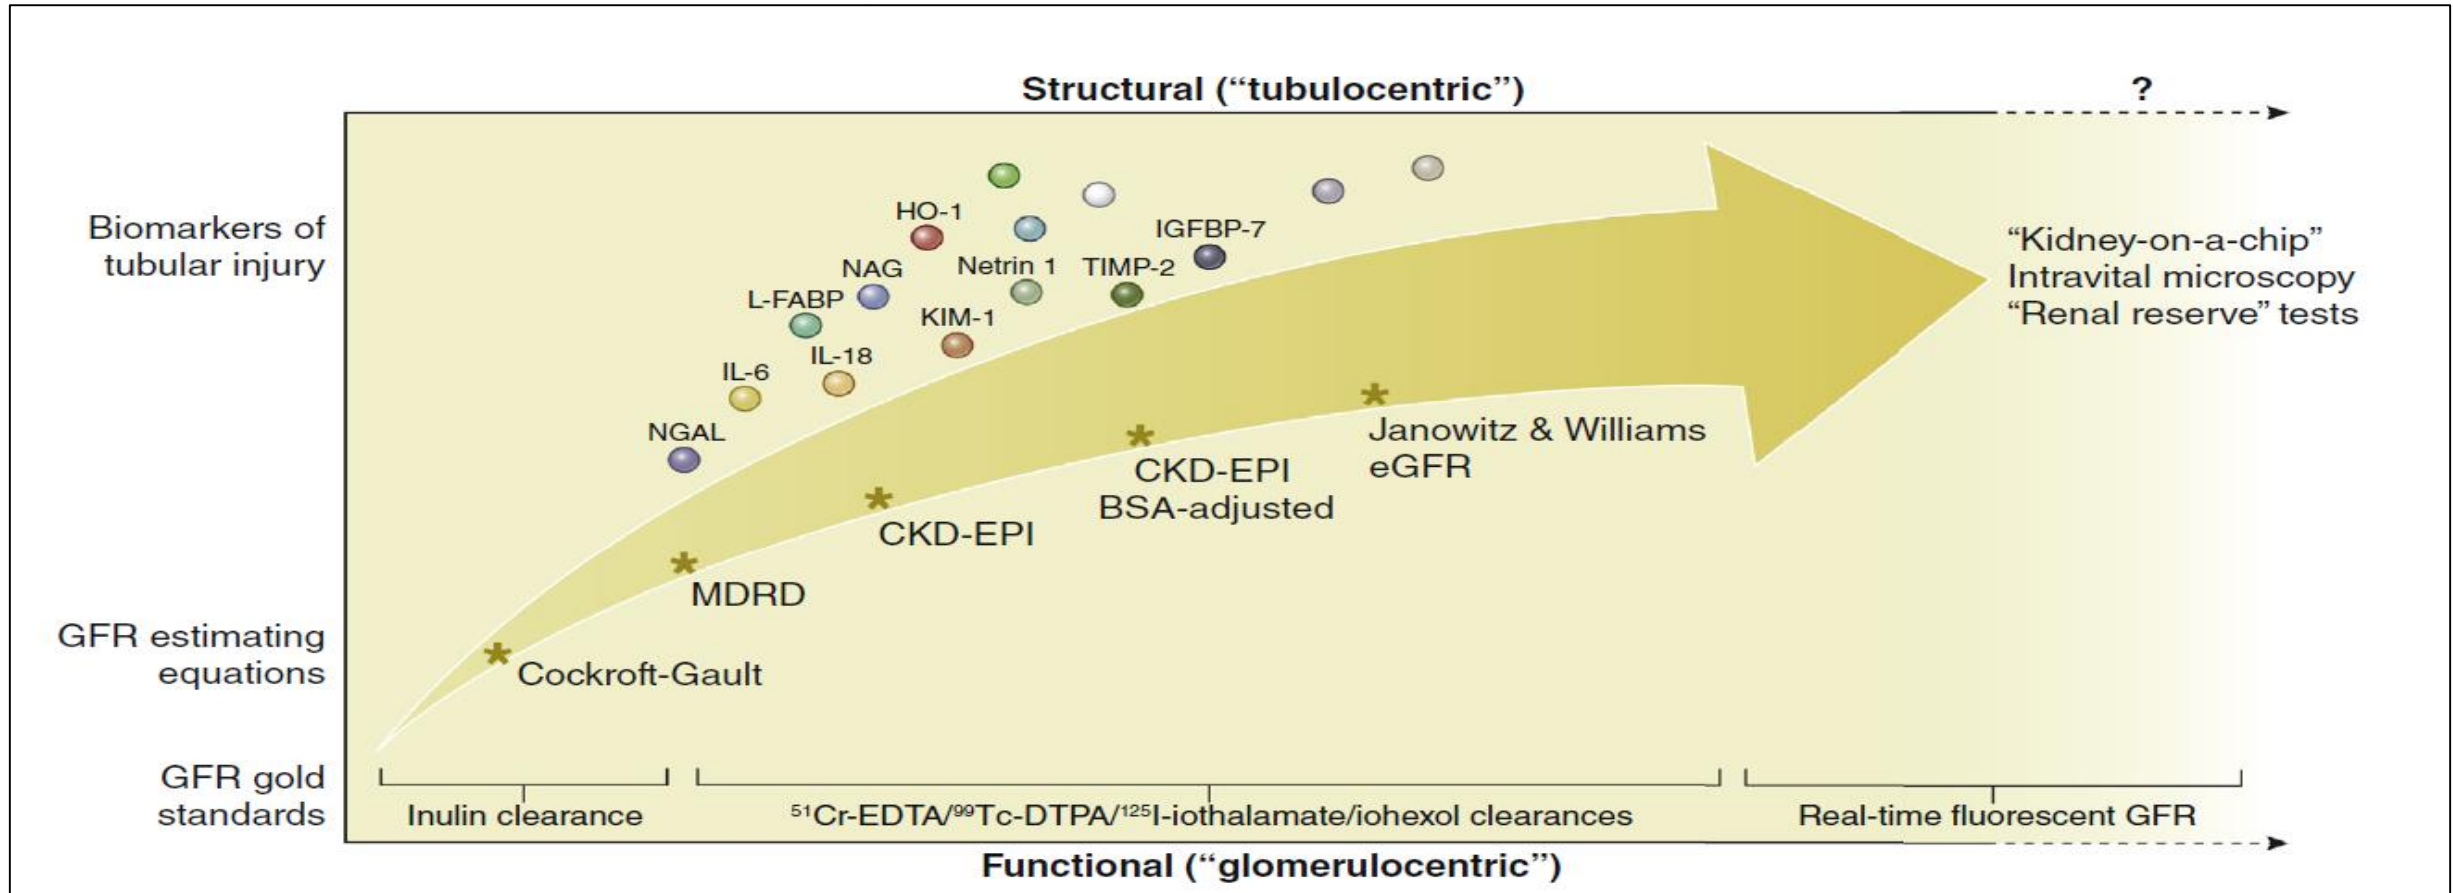 Structural (“tubulocentric”)
?
Biomarkers of
tubular injury
HO-1
IGFBP-7
NAG
Netrin 1
TIMP-2
L-FABP
KIM-1
IL-18
IL-6
NGAL
“Kidney-on-a-chip”
Intravital microscopy
“Renal reserve” tests
*
Janowitz & Williams
eGFR
*
CKD-EPI
BSA-adjusted
*
CKD-EPI
*
MDRD
GFR estimating
equations
*
Cockroft-Gault
GFR gold
standards
Inulin clearance
⁵¹Cr-EDTA/⁹⁹Tc-DTPA/¹²⁵I-iothalamate/iohexol clearances
Real-time fluorescent GFR
Functional (“glomerulocentric”)